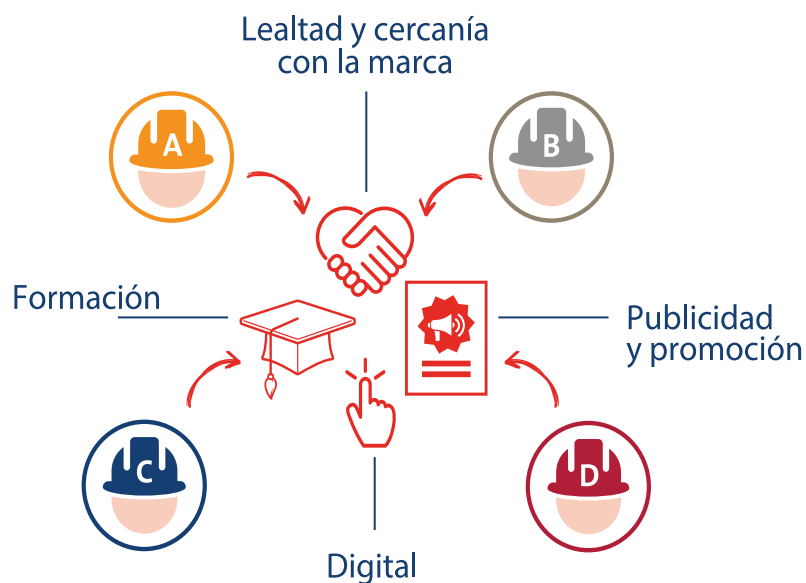 Lealtad y cercanía
con la marca
A
B
Formación
Publicidad
y promoción
C
D
Digital